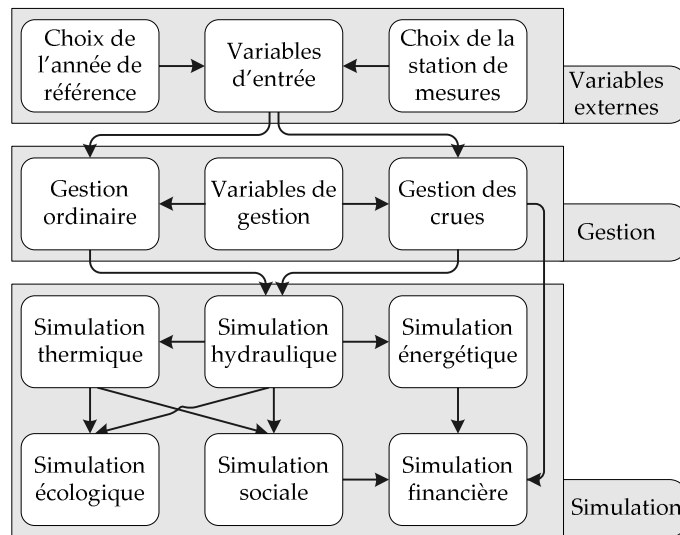 Choix de
l'année de
référence
Variables
d'entrée
Choix de la
station de
mesures
Variables
externes
Gestion
ordinaire
Variables de
gestion
Gestion des
crues
Gestion
Simulation
thermique
Simulation
hydraulique
Simulation
énergétique
Simulation
écologique
Simulation
sociale
Simulation
financière
Simulation